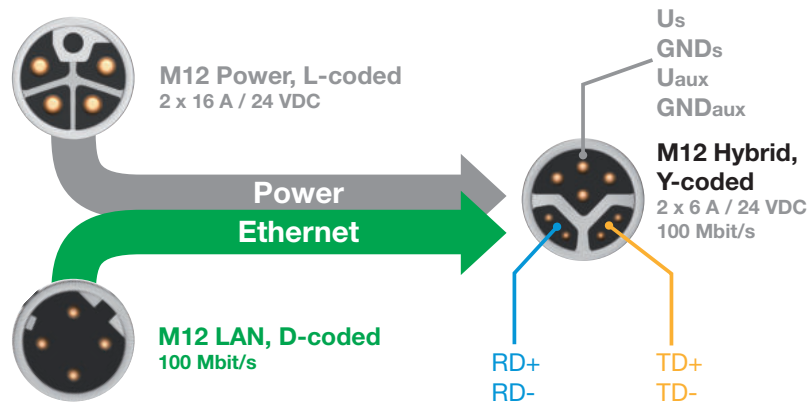 M12 Power, L-coded
2 x 16 A / 24 VDC
Us
GNDs
Uaux
GNDaux
Power
Ethernet
M12 Hybrid,
Y-coded
2 x 6 A / 24 VDC
100 Mbit/s
M12 LAN, D-coded
100 Mbit/s
RD+
RD-
TD+
TD-